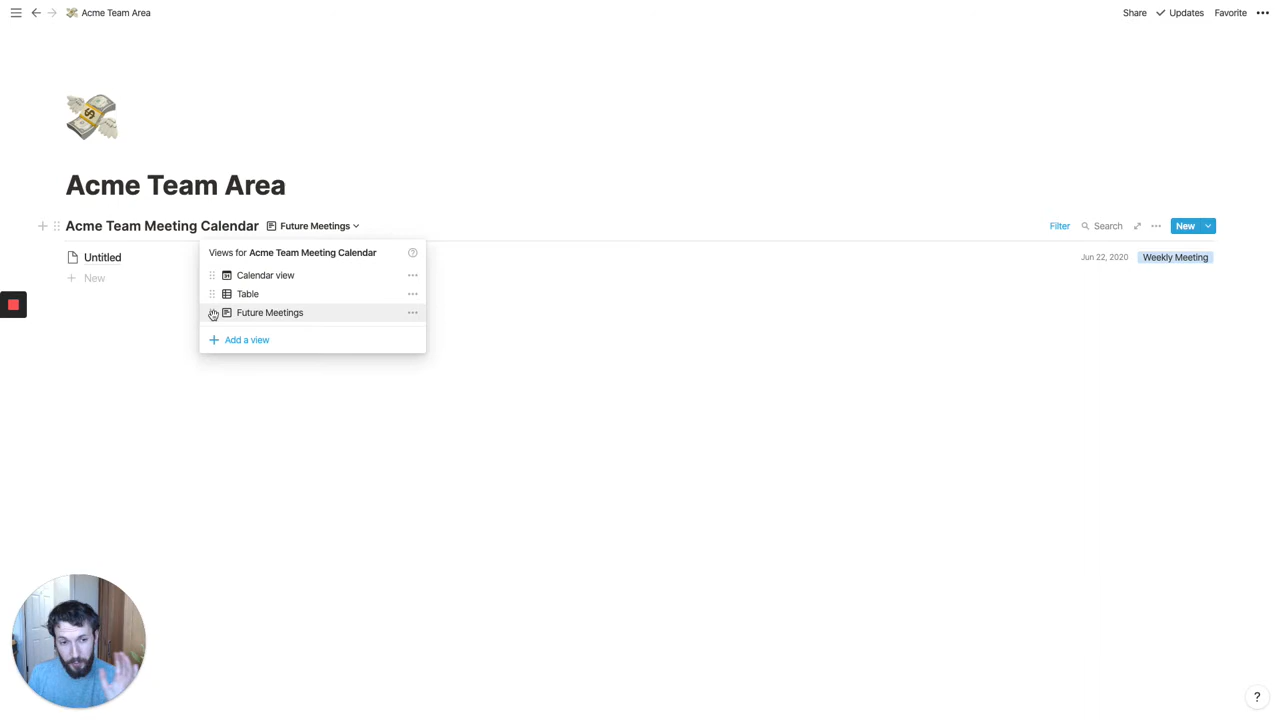 Acme Team Area Share Updates Favorite
Acme Team Area
Acme Team Meeting Calendar Future Meetings Filter Search New
Untitled Jun 22, 2020 Weekly Meeting
+ New
Views for Acme Team Meeting Calendar
Calendar view
Table
Future Meetings
+ Add a view
?